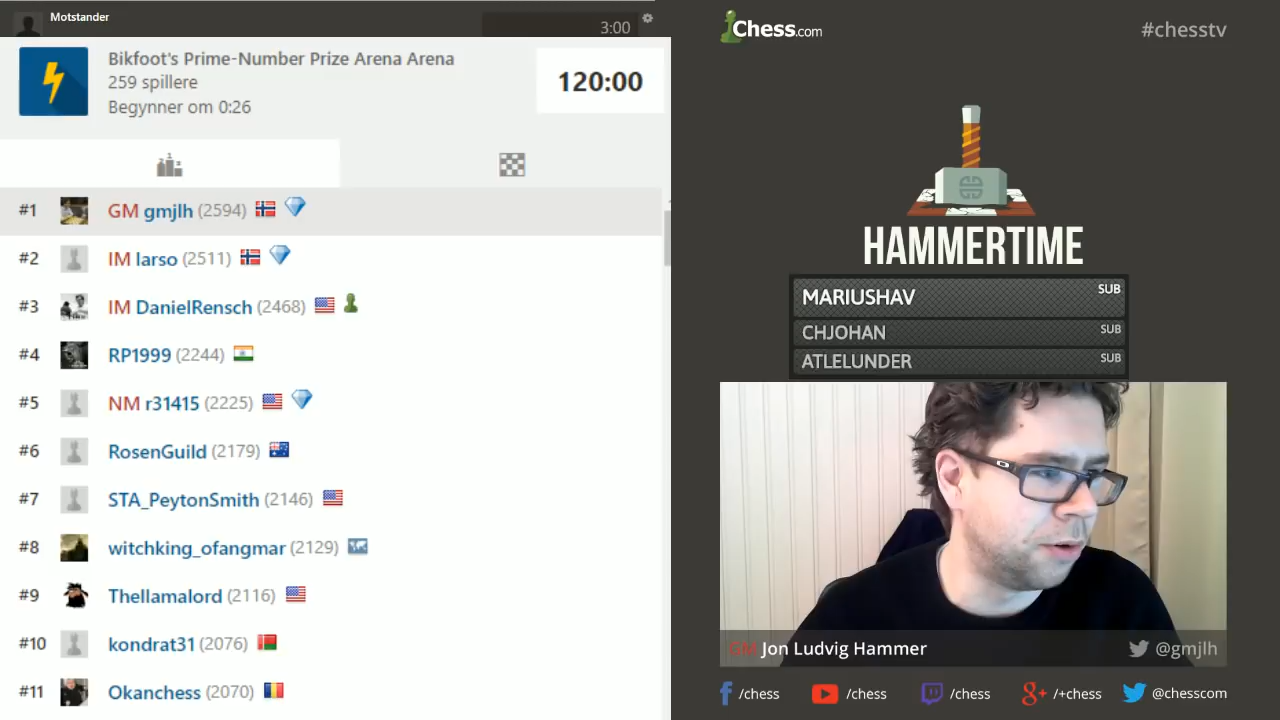 Motstander
3:00
Bikfoot's Prime-Number Prize Arena Arena
259 spillere
Begynner om 0:26
120:00
#1 GM gmjlh (2594)
#2 IM larso (2511)
#3 IM DanielRensch (2468)
#4 RP1999 (2244)
#5 NM r31415 (2225)
#6 RosenGuild (2179)
#7 STA_PeytonSmith (2146)
#8 witchking_ofangmar (2129)
#9 Thellamalord (2116)
#10 kondrat31 (2076)
#11 Okanchess (2070)
Chess.com
#chesstv
HAMMERTIME
MARIUSHAV SUB
CHJOHAN SUB
ATLELUNDER SUB
GM Jon Ludvig Hammer
@gmjlh
/chess
/chess
/chess
/+chess
@chesscom